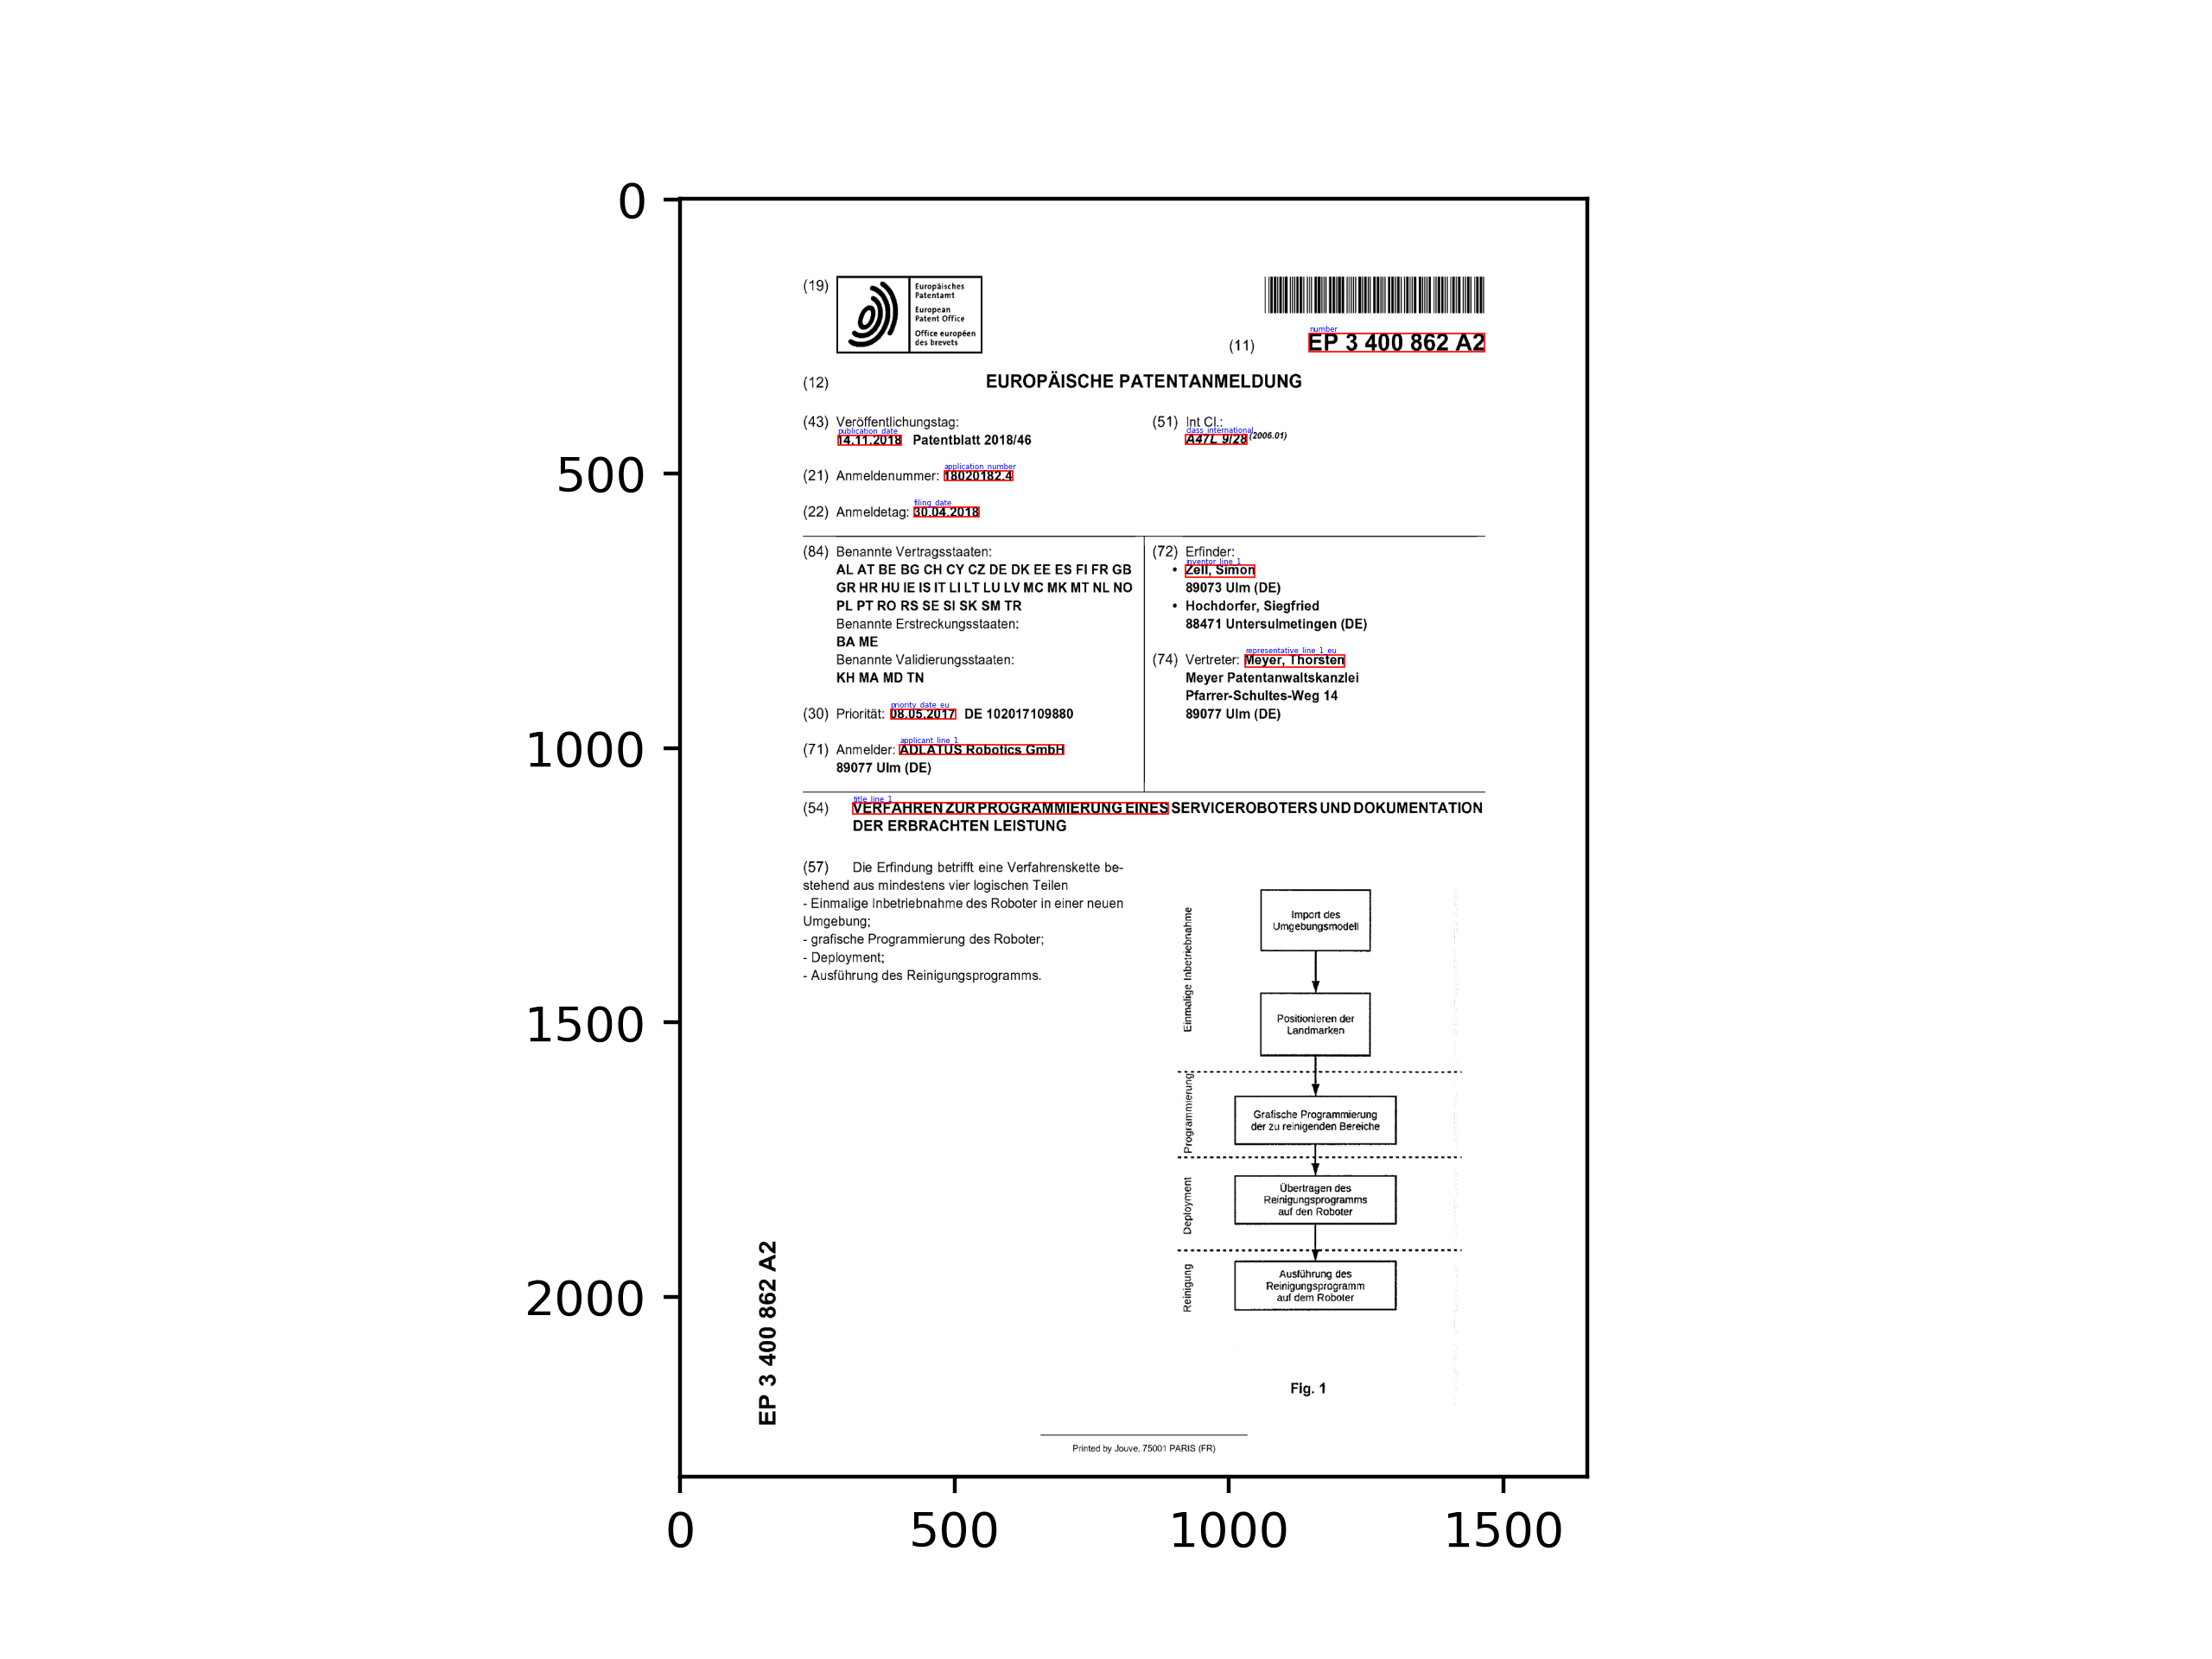 0
500
1000
1500
2000
0
500
1000
1500
(19)
Europäisches
Patentamt
European
Patent Office
Office européen
des brevets
number
(11)
EP 3 400 862 A2
(12)
EUROPÄISCHE PATENTANMELDUNG
(43) Veröffentlichungstag:
publication_date
14.11.2018 Patentblatt 2018/46
(21) Anmeldenummer: 18020182.4
application_number
(22) Anmeldetag: 30.04.2018
filing_date
(51) Int Cl.:
class_international
A47L 9/28 (2006.01)
(84) Benannte Vertragsstaaten:
AL AT BE BG CH CY CZ DE DK EE ES FI FR GB
GR HR HU IE IS IT LI LT LU LV MC MK MT NL NO
PL PT RO RS SE SI SK SM TR
Benannte Erstreckungsstaaten:
BA ME
Benannte Validierungsstaaten:
KH MA MD TN
(30) Priorität: 08.05.2017 DE 102017109880
priority_date_eu
(71) Anmelder: ADLATUS Robotics GmbH
applicant_line_1
89077 Ulm (DE)
(72) Erfinder:
inventor_line_1
• Zell, Simon
89073 Ulm (DE)
• Hochdorfer, Siegfried
88471 Untersulmetingen (DE)
representative_line_1_eu
(74) Vertreter: Meyer, Thorsten
Meyer Patentanwaltskanzlei
Pfarrer-Schultes-Weg 14
89077 Ulm (DE)
title_line_1
(54) VERFAHREN ZUR PROGRAMMIERUNG EINES SERVICEROBOTERS UND DOKUMENTATION
DER ERBRACHTEN LEISTUNG
(57) Die Erfindung betrifft eine Verfahrenskette be-
stehend aus mindestens vier logischen Teilen
- Einmalige Inbetriebnahme des Roboter in einer neuen
Umgebung;
- grafische Programmierung des Roboter;
- Deployment;
- Ausführung des Reinigungsprogramms.
Einmalige Inbetriebnahme
Import des
Umgebungsmodell
Positionieren der
Landmarken
Programmierung
Grafische Programmierung
der zu reinigenden Bereiche
Deployment
Übertragen des
Reinigungsprogramms
auf den Roboter
Reinigung
Ausführung des
Reinigungsprogramm
auf dem Roboter
Fig. 1
EP 3 400 862 A2
Printed by Jouve, 75001 PARIS (FR)